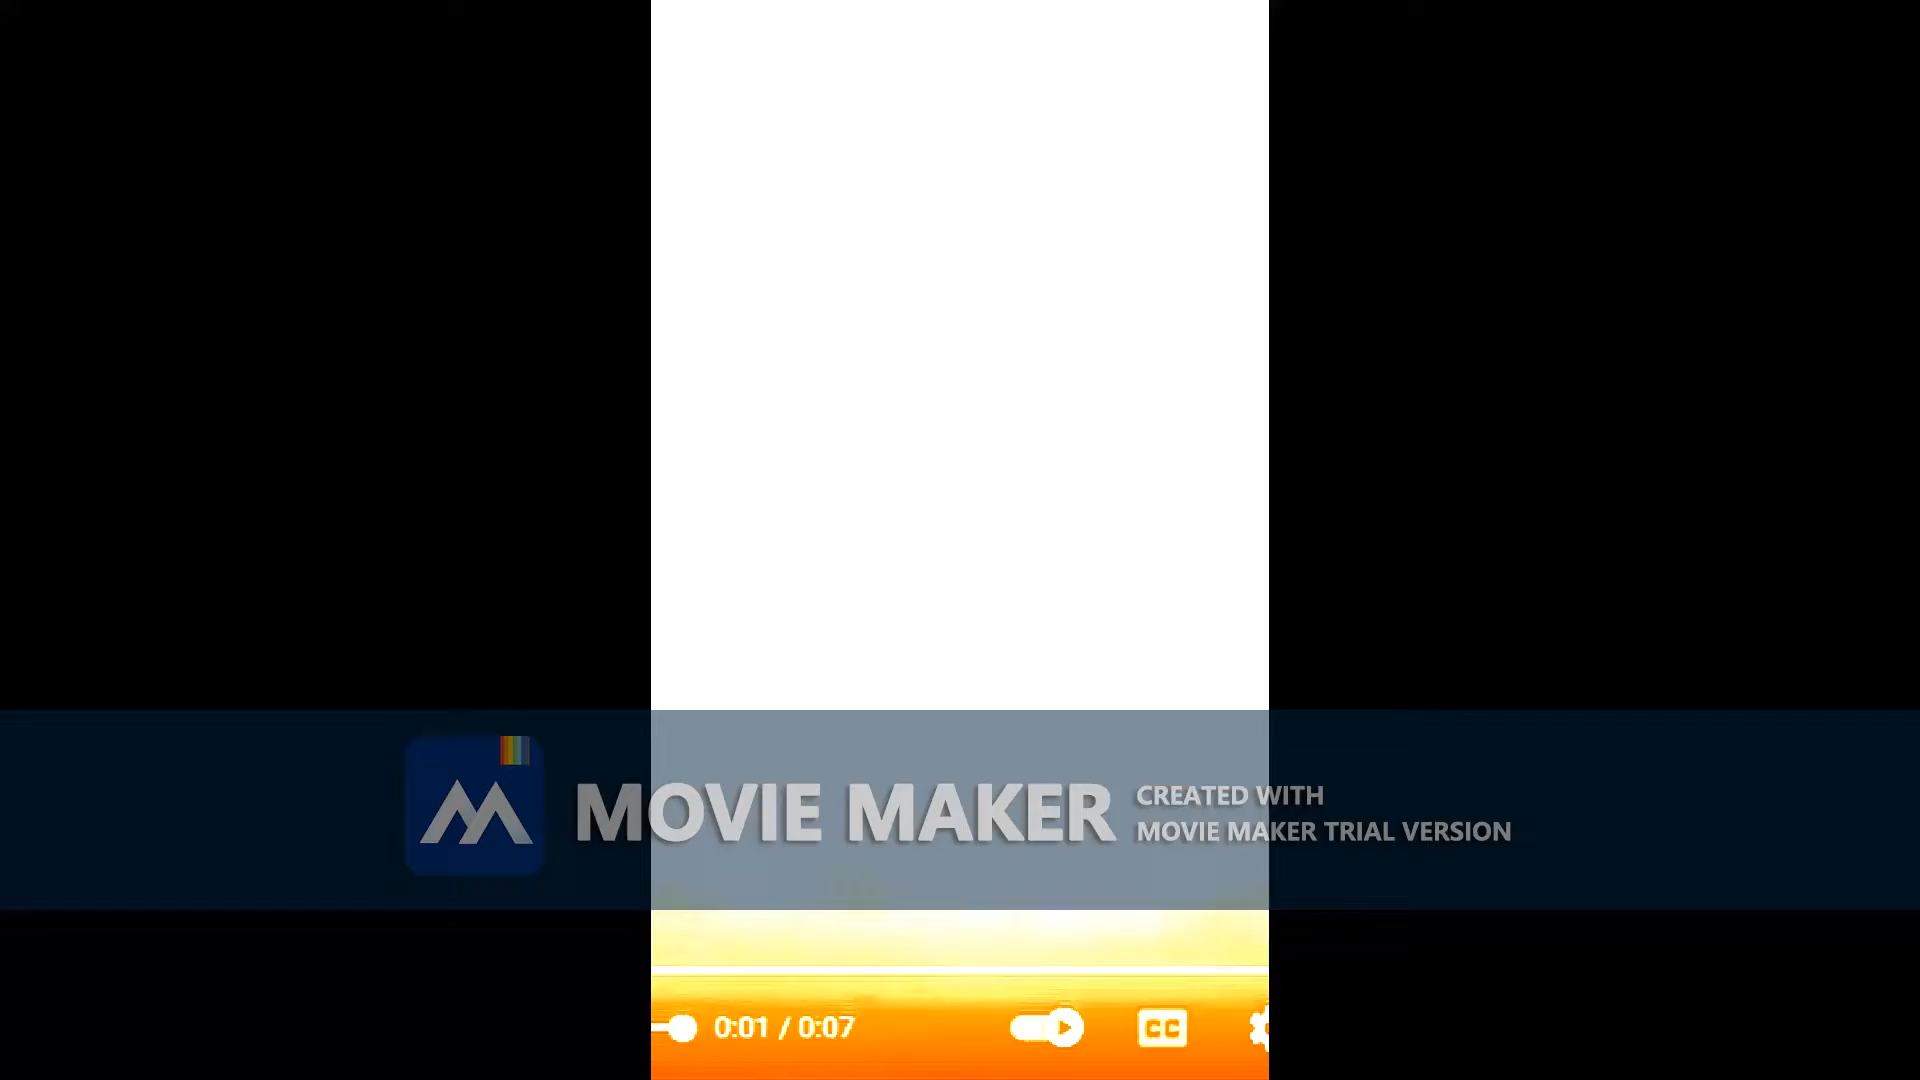 MOVIE MAKER
CREATED WITH
MOVIE MAKER TRIAL VERSION
0:01 / 0:07
CC